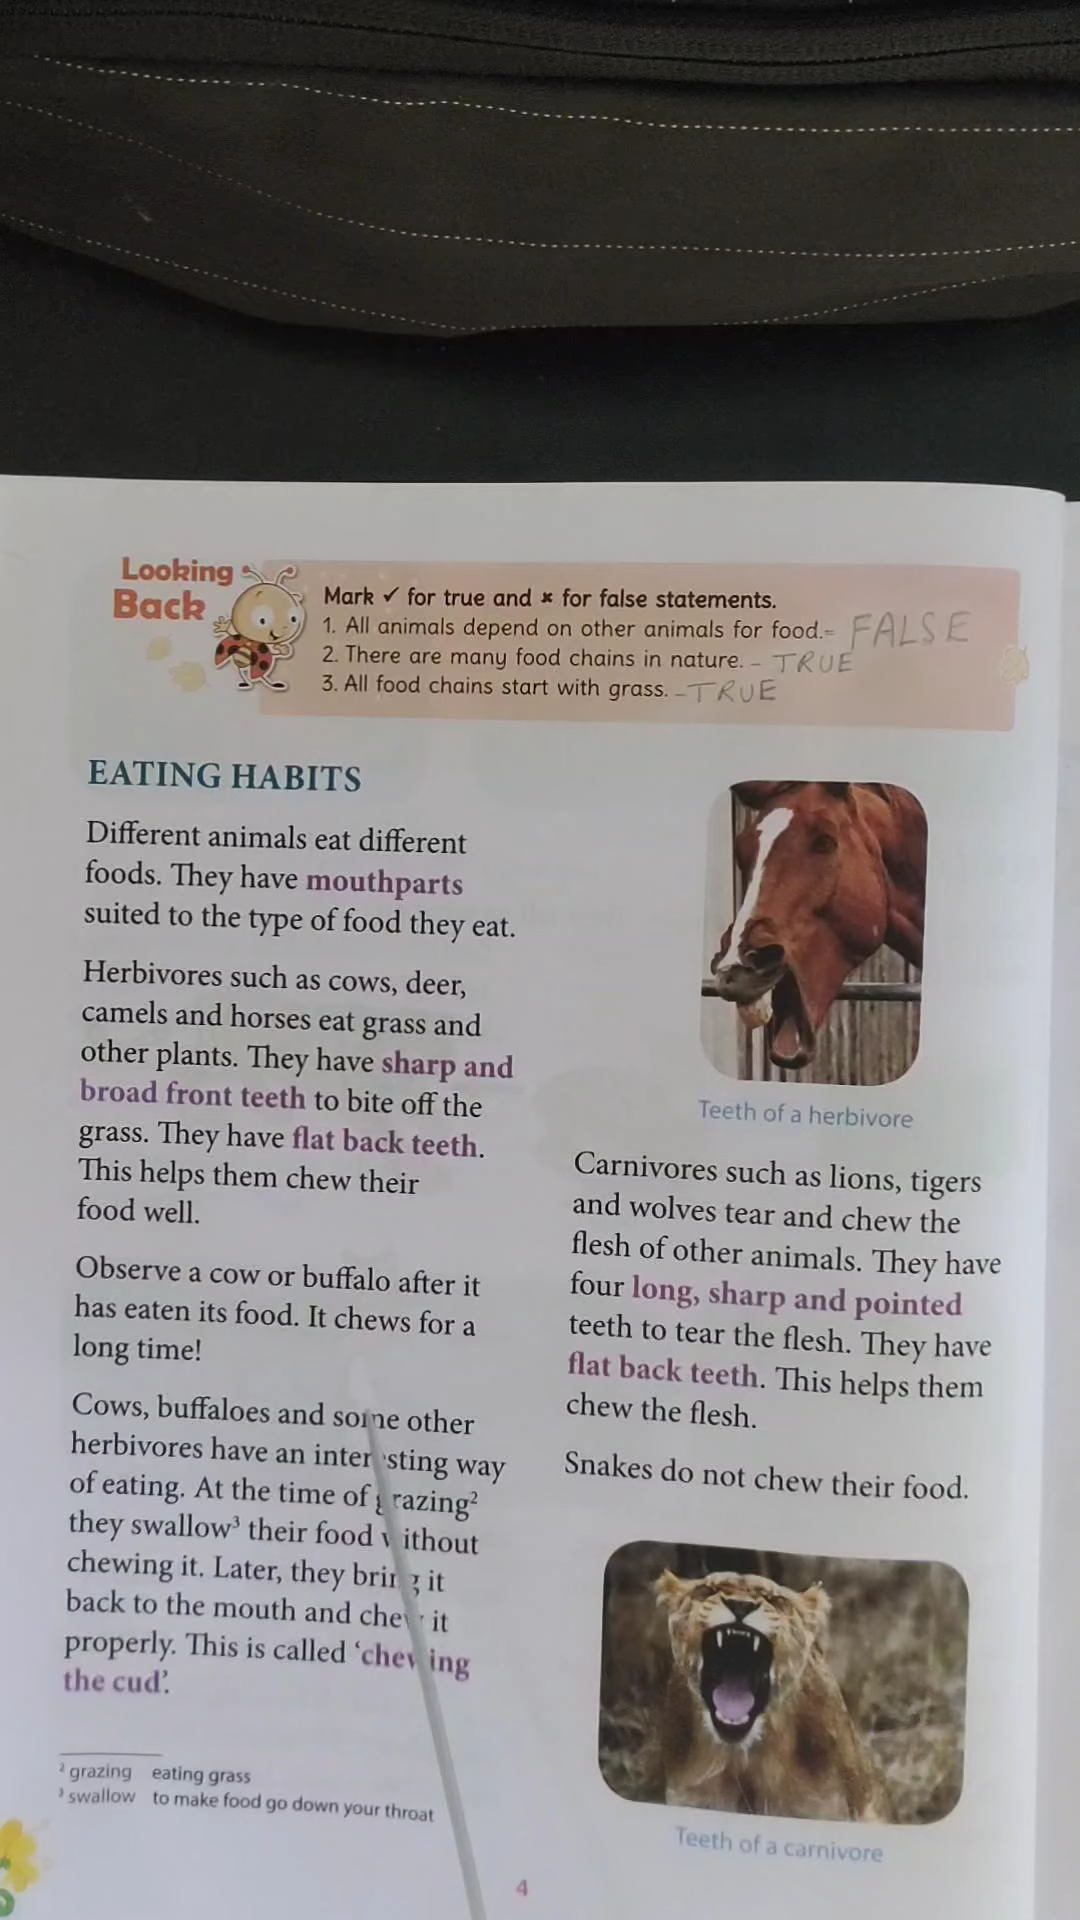 Looking
Back
Mark ✓ for true and ✗ for false statements.
1. All animals depend on other animals for food.= FALSE
2. There are many food chains in nature. – TRUE
3. All food chains start with grass. – TRUE
EATING HABITS
Different animals eat different
foods. They have mouthparts
suited to the type of food they eat.
Herbivores such as cows, deer,
camels and horses eat grass and
other plants. They have sharp and
broad front teeth to bite off the
grass. They have flat back teeth.
This helps them chew their
food well.
Observe a cow or buffalo after it
has eaten its food. It chews for a
long time!
Cows, buffaloes and some other
herbivores have an interesting way
of eating. At the time of grazing²
they swallow³ their food without
chewing it. Later, they bring it
back to the mouth and chew it
properly. This is called ‘chewing
the cud’.
² grazing eating grass
³ swallow to make food go down your throat
Teeth of a herbivore
Carnivores such as lions, tigers
and wolves tear and chew the
flesh of other animals. They have
four long, sharp and pointed
teeth to tear the flesh. They have
flat back teeth. This helps them
chew the flesh.
Snakes do not chew their food.
Teeth of a carnivore
4